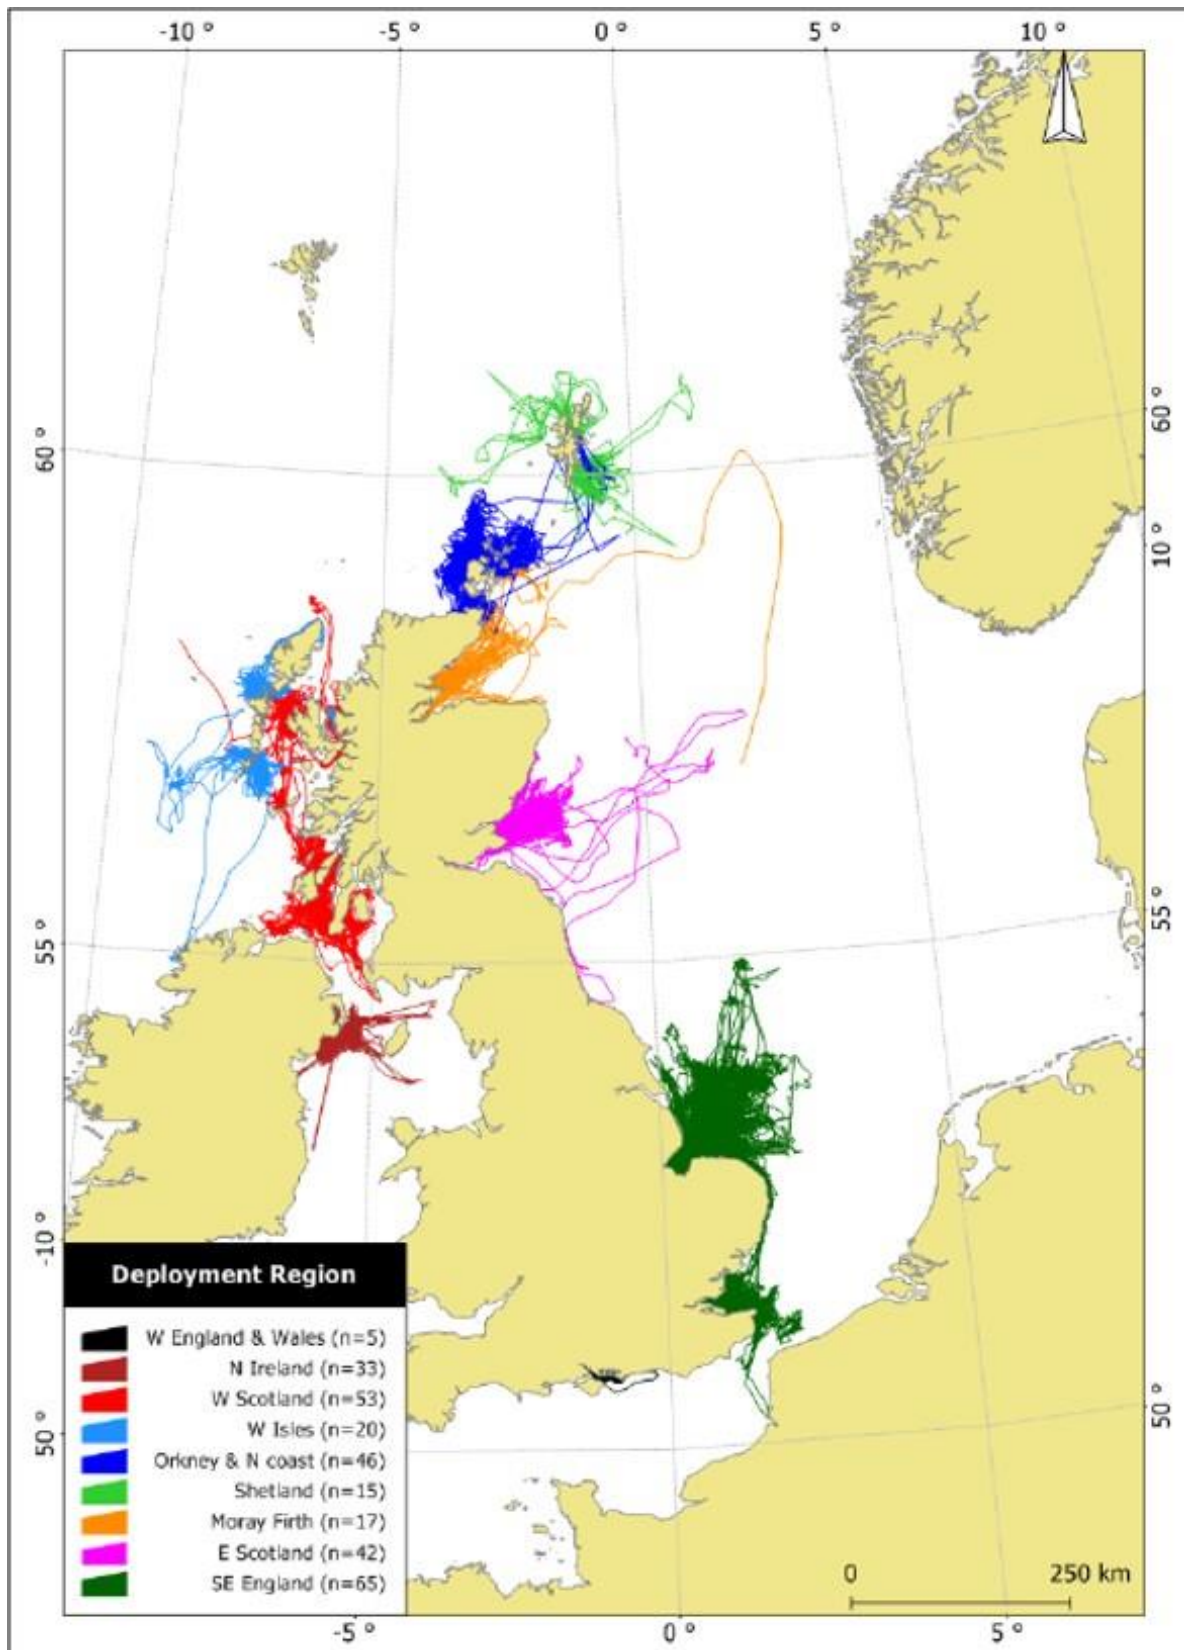 -10 °
-5 °
0 °
5 °
10 °
60 °
60 °
10 °
55 °
55 °
-10 °
50 °
50 °
Deployment Region
W England & Wales (n=5)
N Ireland (n=33)
W Scotland (n=53)
W Isles (n=20)
Orkney & N coast (n=46)
Shetland (n=15)
Moray Firth (n=17)
E Scotland (n=42)
SE England (n=65)
0 250 km
-5 °
0 °
5 °